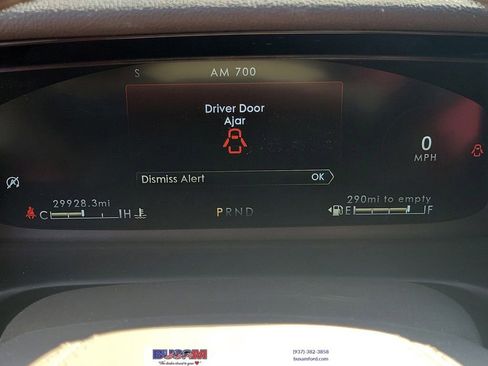 S AM 700
Driver Door
Ajar
0
MPH
Dismiss Alert OK
29928.3mi
290mi to empty
C H
PRND
E F
BUSAM
(937)-382-3858
busamford.com